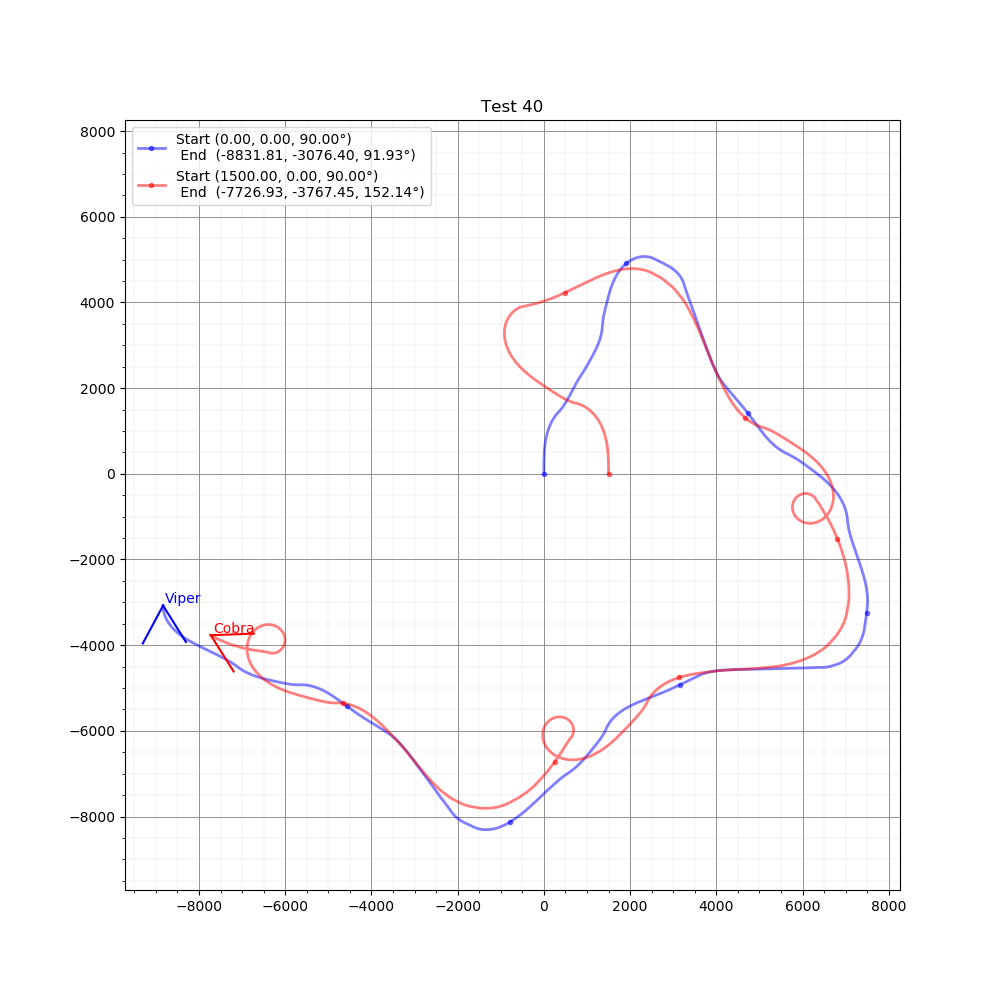 Test 40
Start (0.00, 0.00, 90.00°)
End  (-8831.81, -3076.40, 91.93°)
Start (1500.00, 0.00, 90.00°)
End  (-7726.93, -3767.45, 152.14°)
8000
6000
4000
2000
0
−2000
−4000
−6000
−8000
Viper
Cobra
−8000 −6000 −4000 −2000 0 2000 4000 6000 8000